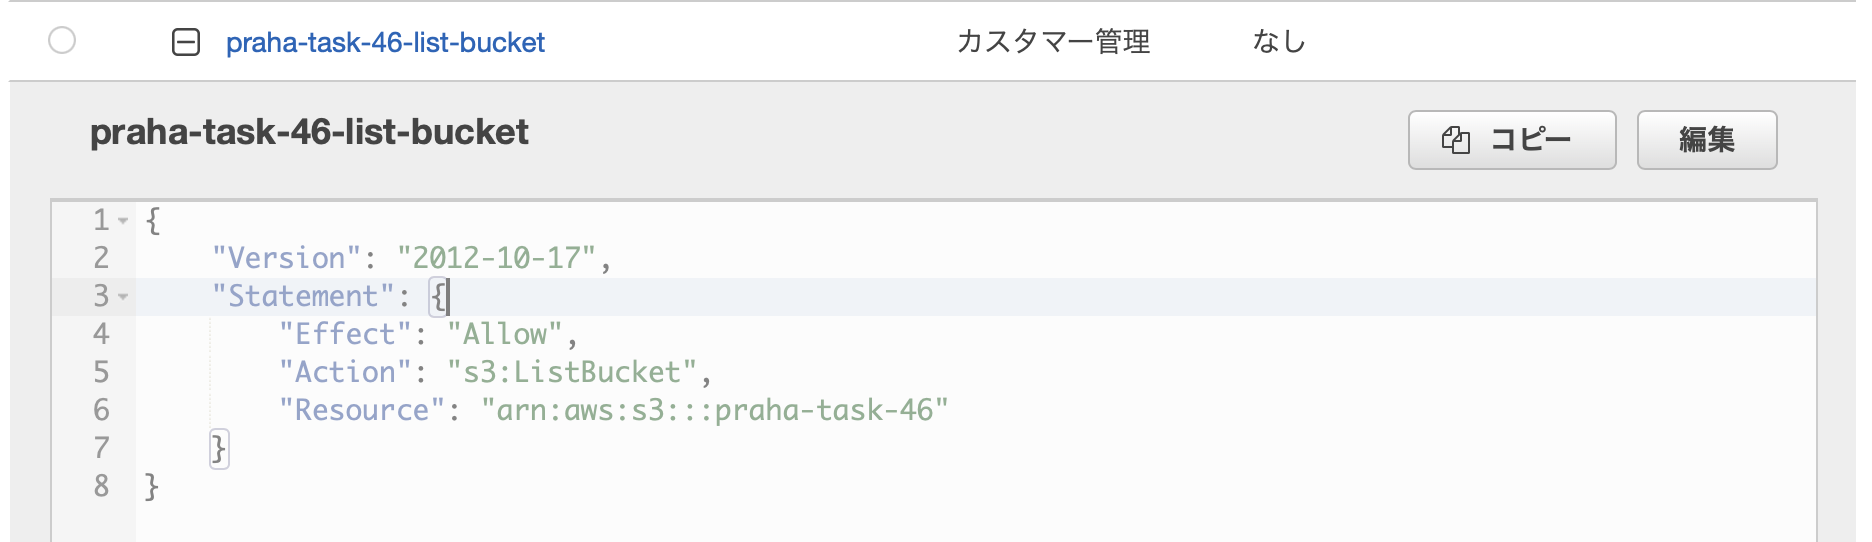 praha-task-46-list-bucket カスタマー管理 なし
praha-task-46-list-bucket コピー 編集
1 {
2 "Version": "2012-10-17",
3 "Statement": {
4 "Effect": "Allow",
5 "Action": "s3:ListBucket",
6 "Resource": "arn:aws:s3:::praha-task-46"
7 }
8 }